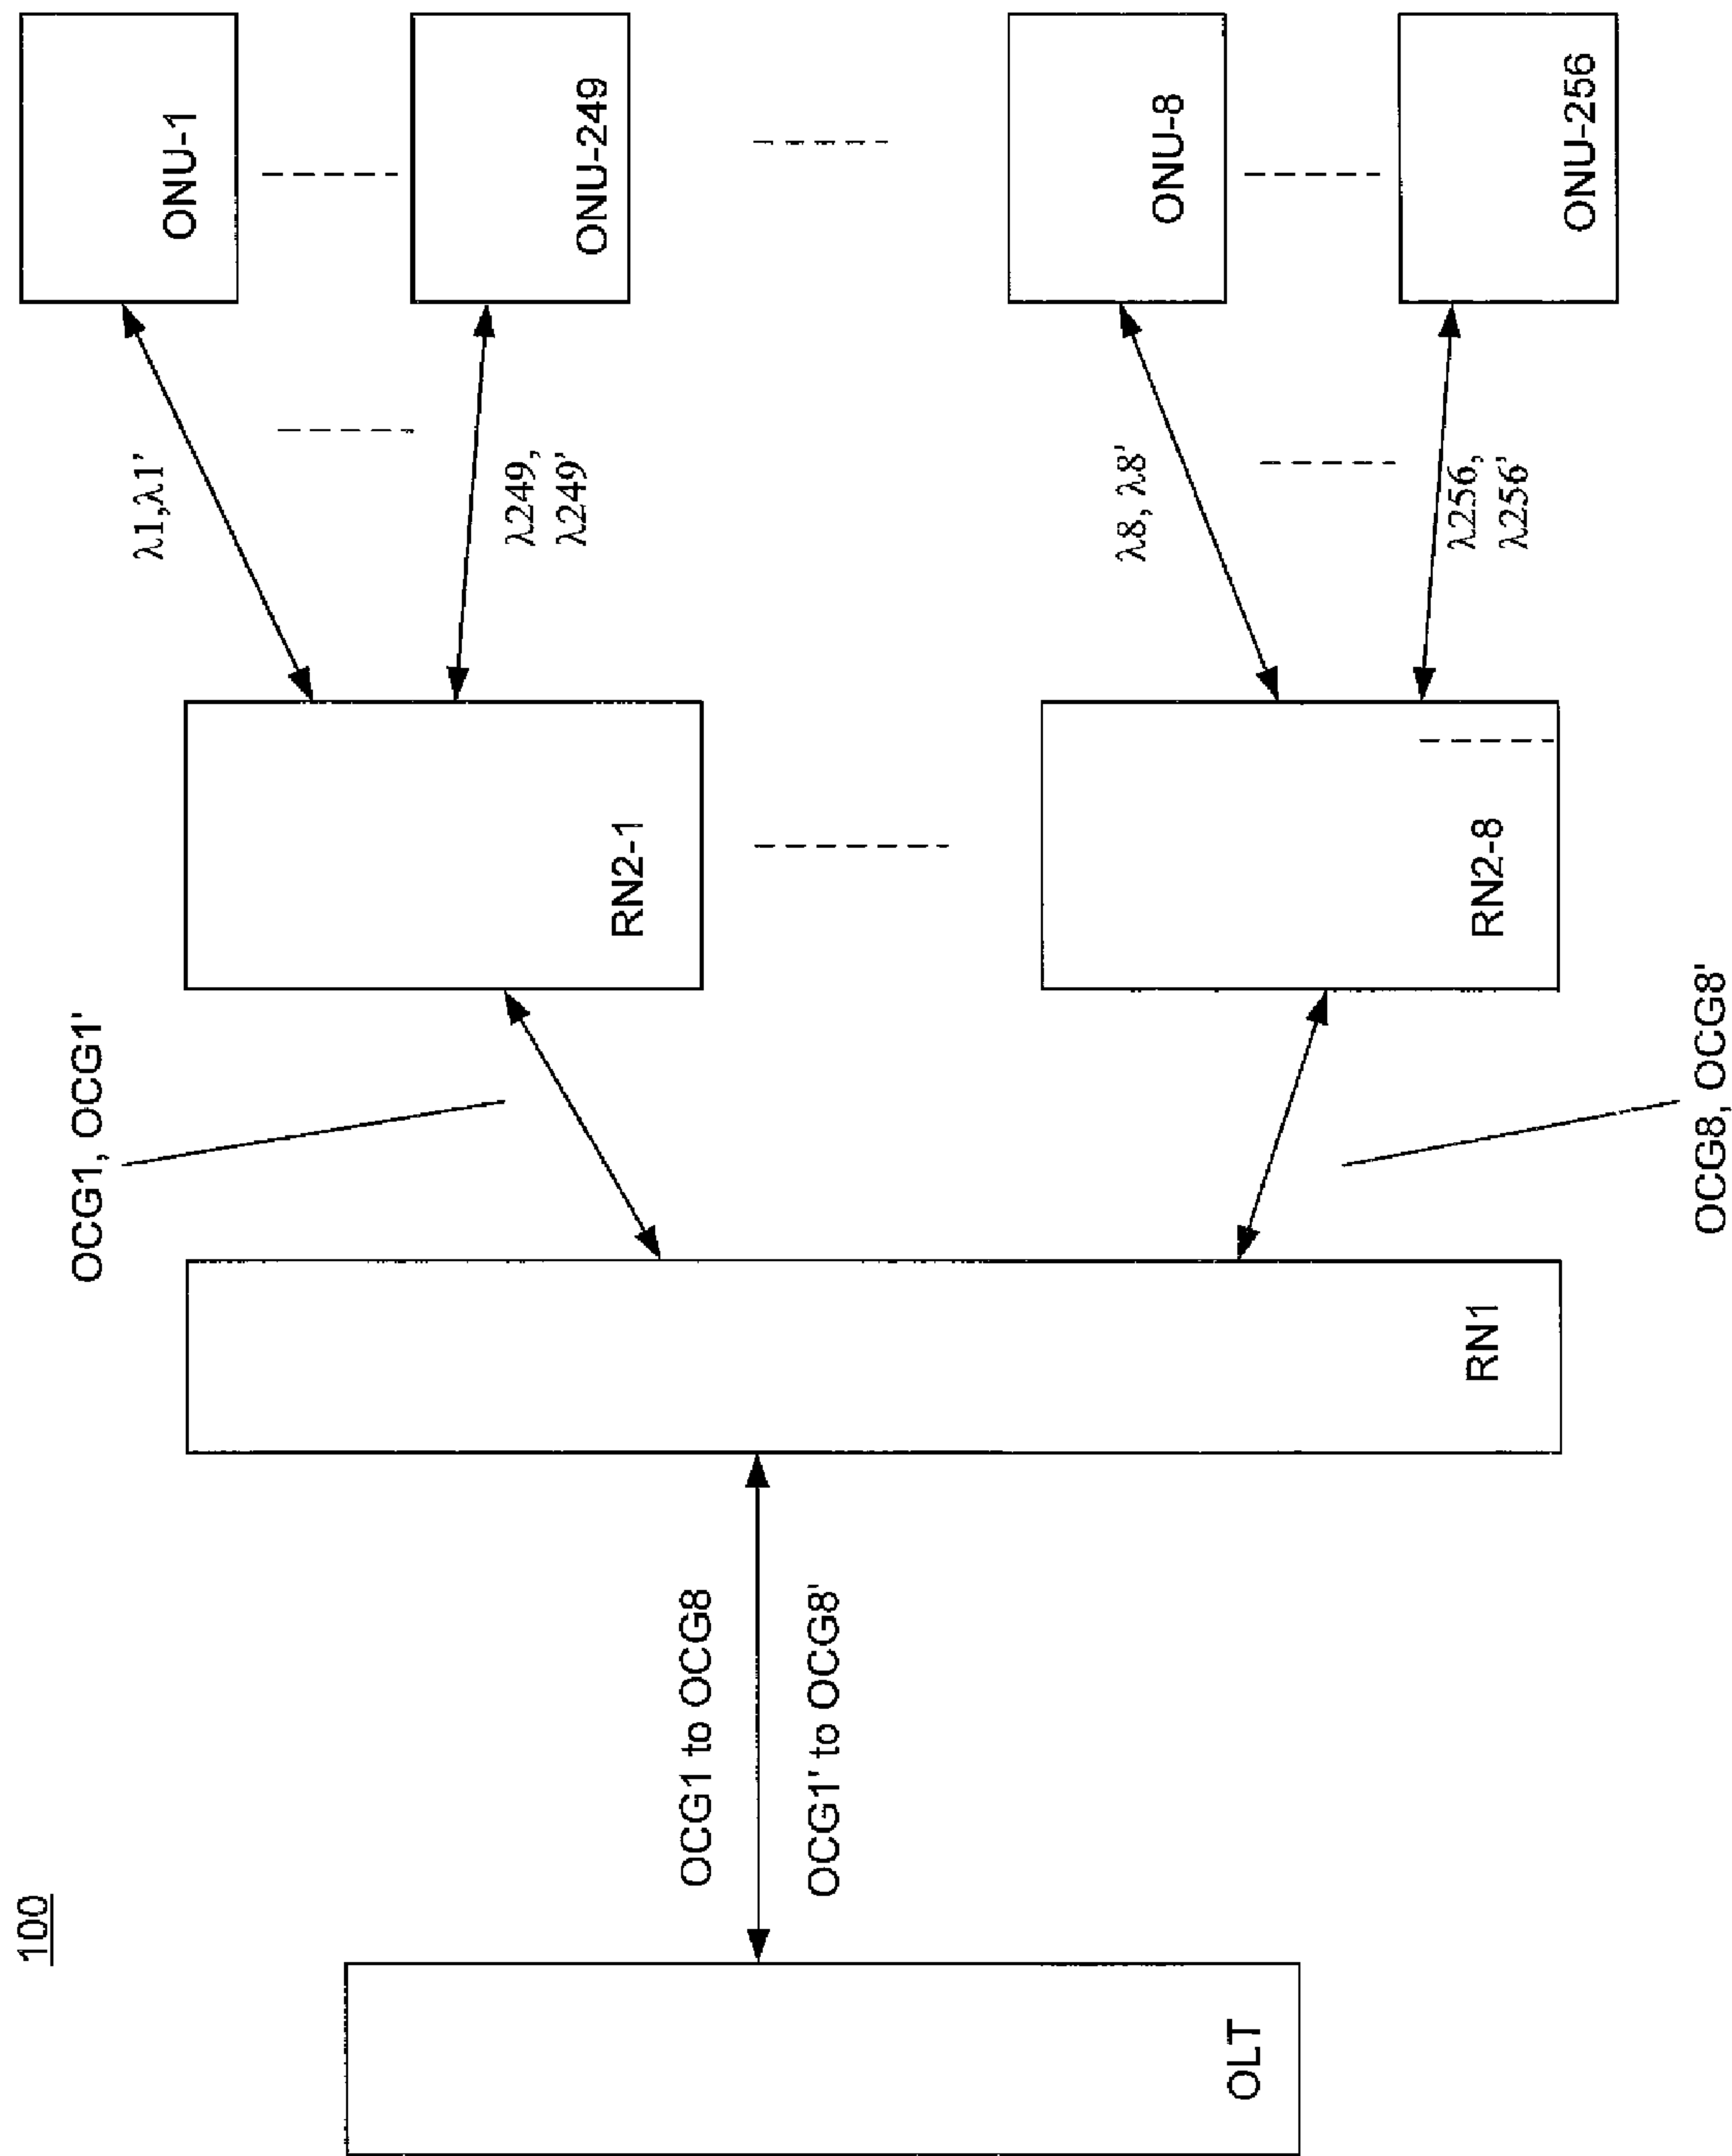 100
OLT
OCG1 to OCG8
OCG1' to OCG8'
RN1
OCG1, OCG1'
OCG8, OCG8'
RN2-1
RN2-8
λ1,λ1'
λ249,
λ249'
λ8, λ8'
λ256,
λ256'
ONU-1
ONU-249
ONU-8
ONU-256